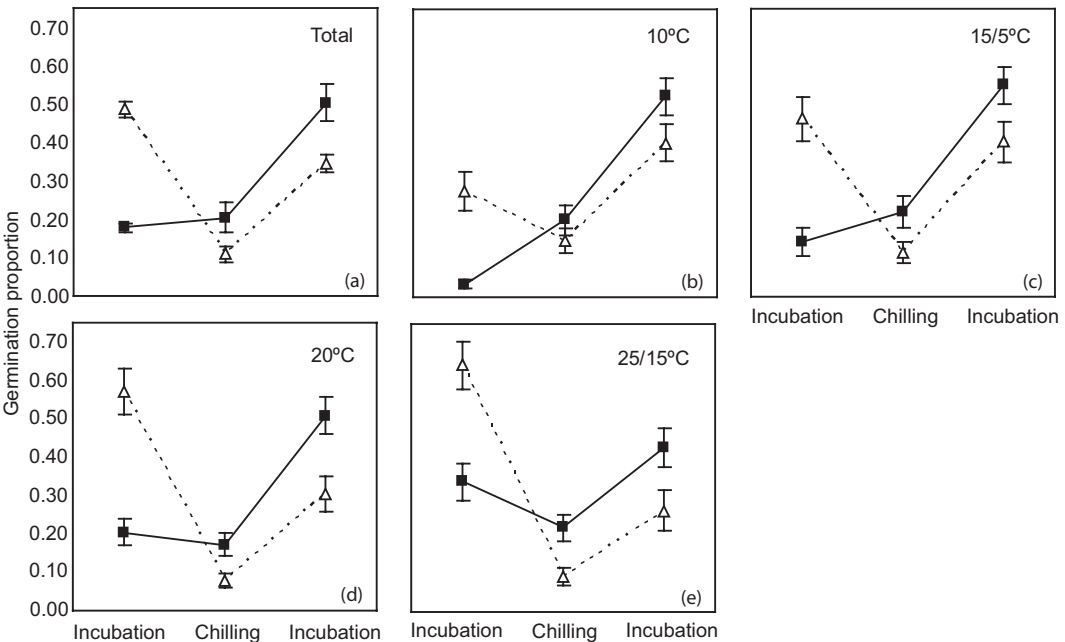 Germination proportion
0.70
0.60
0.50
0.40
0.30
0.20
0.10
0.00
Total
(a)
10ºC
(b)
15/5ºC
(c)
Incubation Chilling Incubation
0.70
0.60
0.50
0.40
0.30
0.20
0.10
0.00
20ºC
(d)
Incubation Chilling Incubation
25/15ºC
(e)
Incubation Chilling Incubation